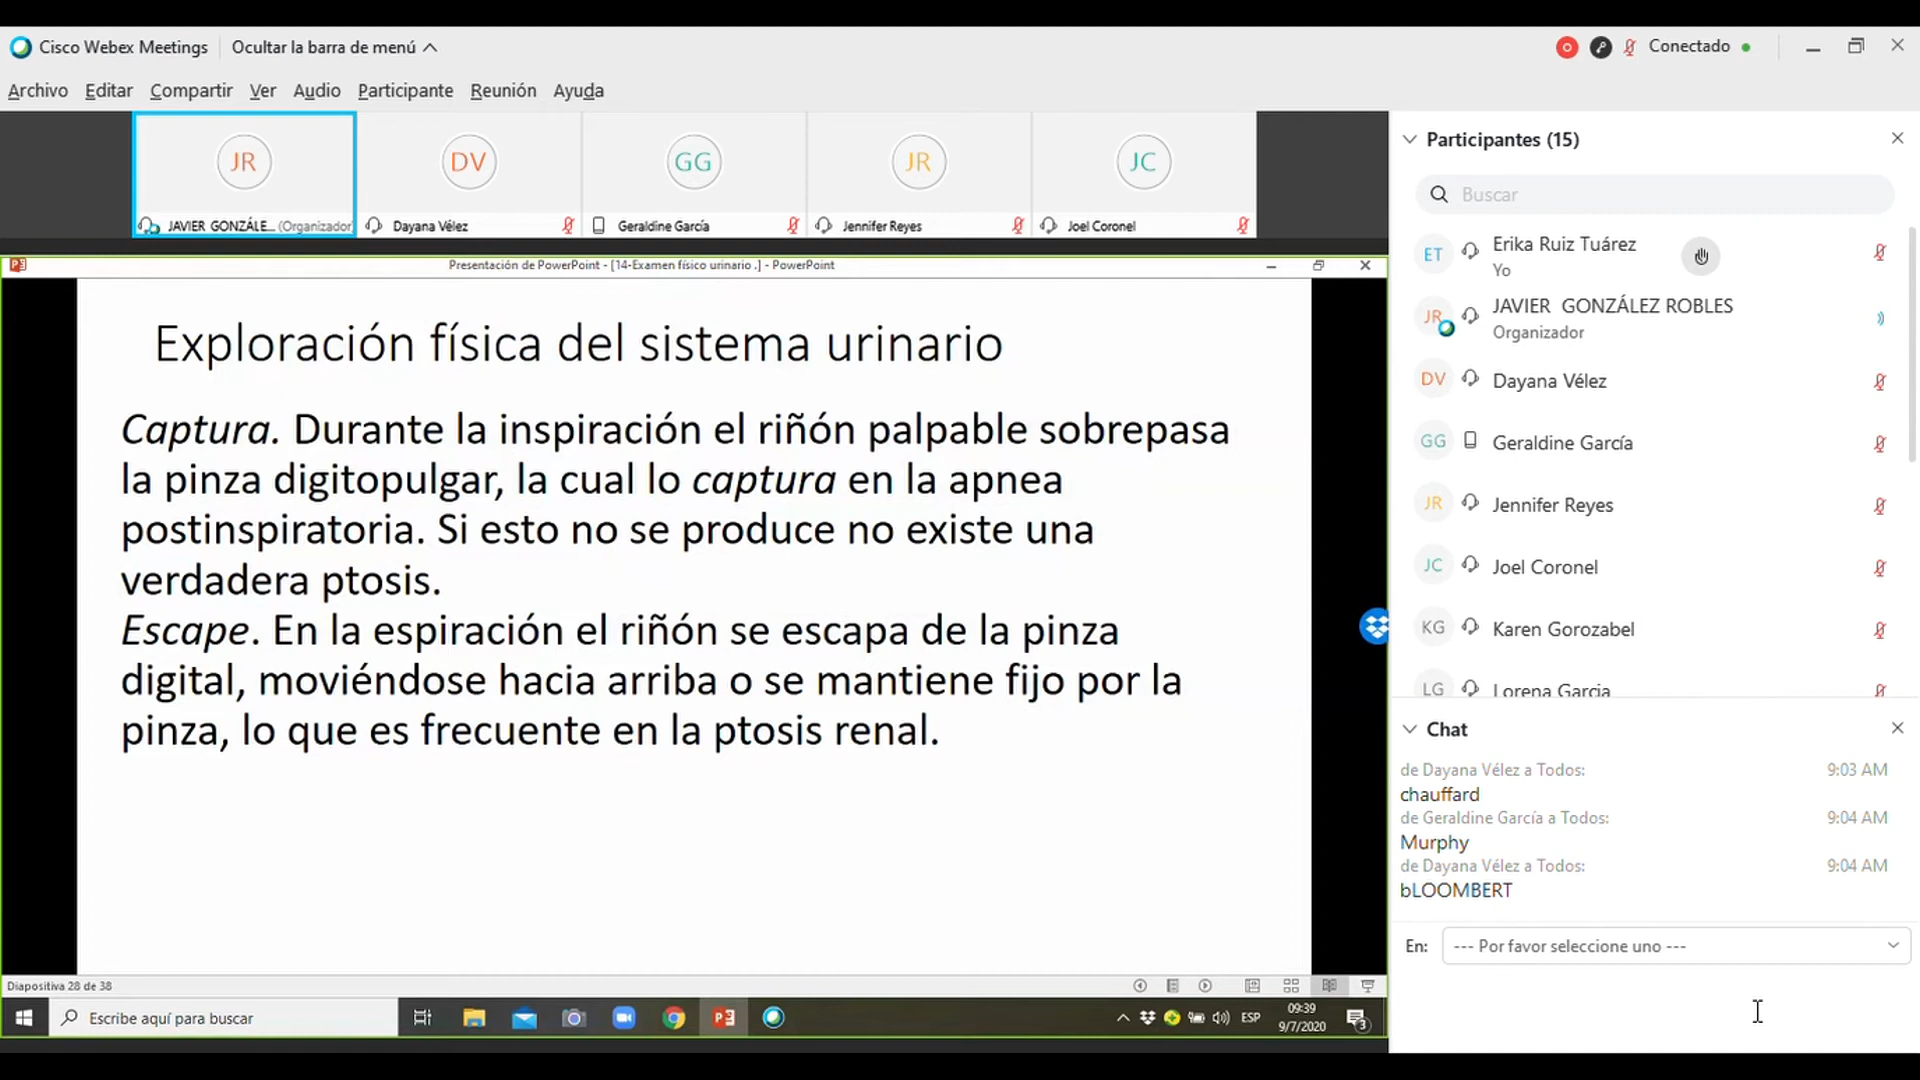 Cisco Webex Meetings
Ocultar la barra de menú
Conectado
Archivo Editar Compartir Ver Audio Participante Reunión Ayuda
JR
JAVIER GONZÁLE... (Organizador)
DV
Dayana Vélez
GG
Geraldine García
JR
Jennifer Reyes
JC
Joel Coronel
Presentación de PowerPoint - [14-Examen físico urinario .] - PowerPoint
Exploración física del sistema urinario
Captura. Durante la inspiración el riñón palpable sobrepasa
la pinza digitopulgar, la cual lo captura en la apnea
postinspiratoria. Si esto no se produce no existe una
verdadera ptosis.
Escape. En la espiración el riñón se escapa de la pinza
digital, moviéndose hacia arriba o se mantiene fijo por la
pinza, lo que es frecuente en la ptosis renal.
Diapositiva 28 de 38
Escribe aquí para buscar
ESP
09:39
9/7/2020
3
Participantes (15)
Buscar
ET
Erika Ruiz Tuárez
Yo
JR
JAVIER GONZÁLEZ ROBLES
Organizador
DV
Dayana Vélez
GG
Geraldine García
JR
Jennifer Reyes
JC
Joel Coronel
KG
Karen Gorozabel
LG
Lorena Garcia
Chat
de Dayana Vélez a Todos: 9:03 AM
chauffard
de Geraldine García a Todos: 9:04 AM
Murphy
de Dayana Vélez a Todos: 9:04 AM
bLOOMBERT
En: --- Por favor seleccione uno ---